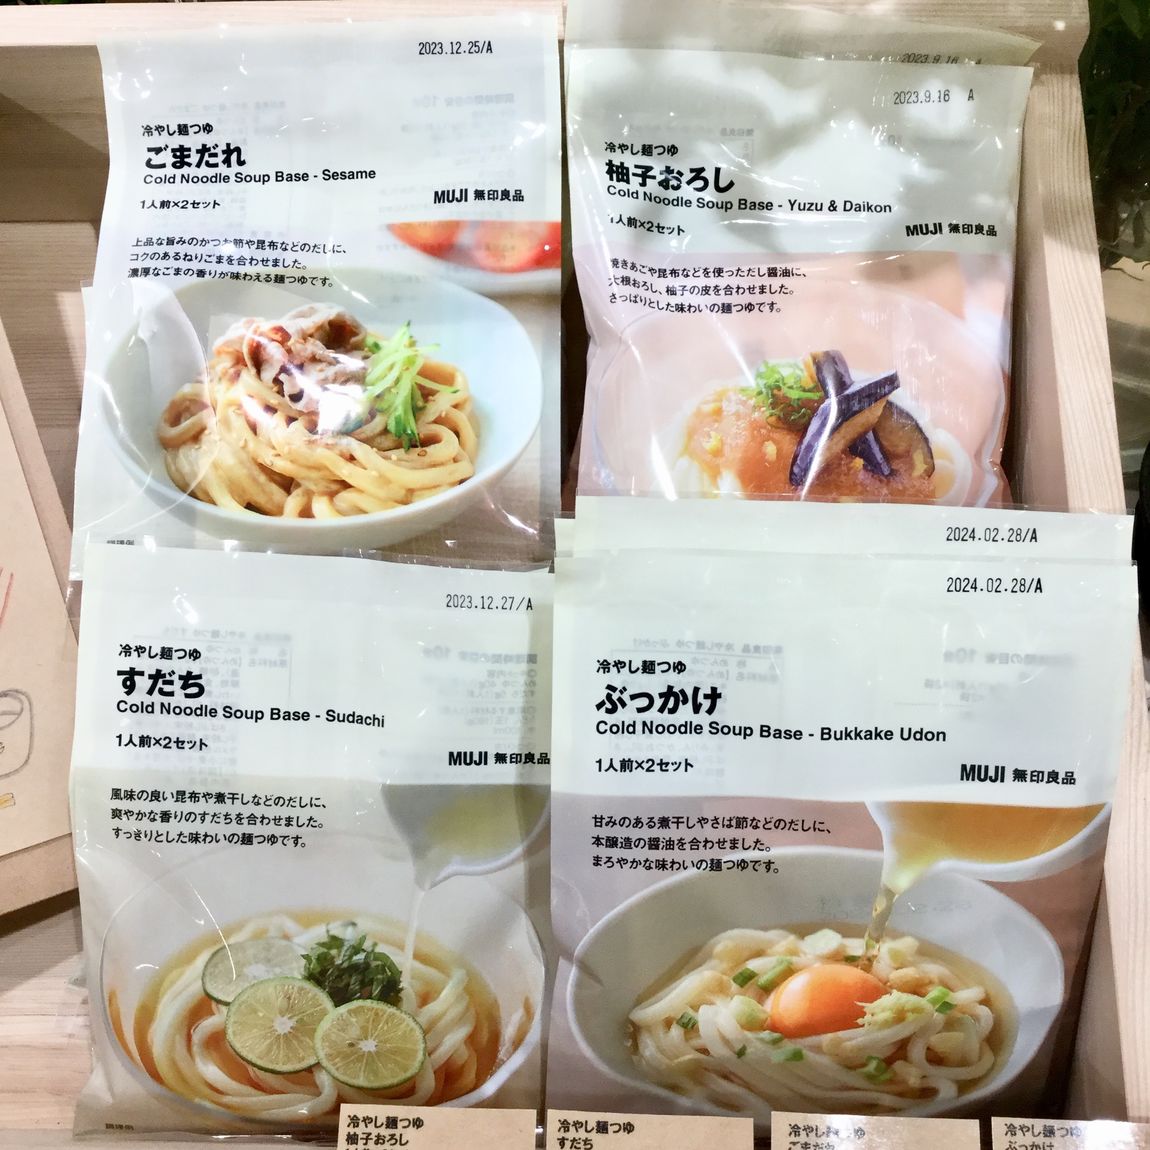 2023.12.25/A
冷やし麺つゆ
ごまだれ
Cold Noodle Soup Base - Sesame
1人前×2セット
MUJI 無印良品
上品な旨みのかつお節や昆布などのだしに、
コクのあるねりごまを合わせました。
濃厚なごまの香りが味わえる麺つゆです。
調理例
2023.9.16 A
2023.9.16 A
冷やし麺つゆ
柚子おろし
Cold Noodle Soup Base - Yuzu & Daikon
1人前×2セット
MUJI 無印良品
焼きあごや昆布などを使っただし醤油に、
大根おろし、柚子の皮を合わせました。
さっぱりとした味わいの麺つゆです。
2023.12.27/A
冷やし麺つゆ
すだち
Cold Noodle Soup Base - Sudachi
1人前×2セット
MUJI 無印良品
風味の良い昆布や煮干しなどのだしに、
爽やかな香りのすだちを合わせました。
すっきりとした味わいの麺つゆです。
調理例
2024.02.28/A
2024.02.28/A
冷やし麺つゆ
ぶっかけ
Cold Noodle Soup Base - Bukkake Udon
1人前×2セット
MUJI 無印良品
甘みのある煮干しやさば節などのだしに、
本醸造の醤油を合わせました。
まろやかな味わいの麺つゆです。
冷やし麺つゆ
柚子おろし
冷やし麺つゆ
すだち
冷やし麺つゆ
ごまだれ
冷やし麺つゆ
ぶっかけ